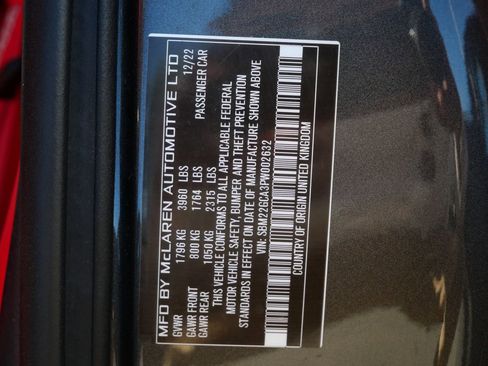 MFD BY McLAREN AUTOMOTIVE LTD
GVWR 1796 KG 3960 LBS 12/22
GAWR FRONT 800 KG 1764 LBS
GAWR REAR 1050 KG 2315 LBS PASSENGER CAR
THIS VEHICLE CONFORMS TO ALL APPLICABLE FEDERAL
MOTOR VEHICLE SAFETY, BUMPER AND THEFT PREVENTION
STANDARDS IN EFFECT ON DATE OF MANUFACTURE SHOWN ABOVE
VIN: SBM22GCA3PW002632
COUNTRY OF ORIGIN UNITED KINGDOM